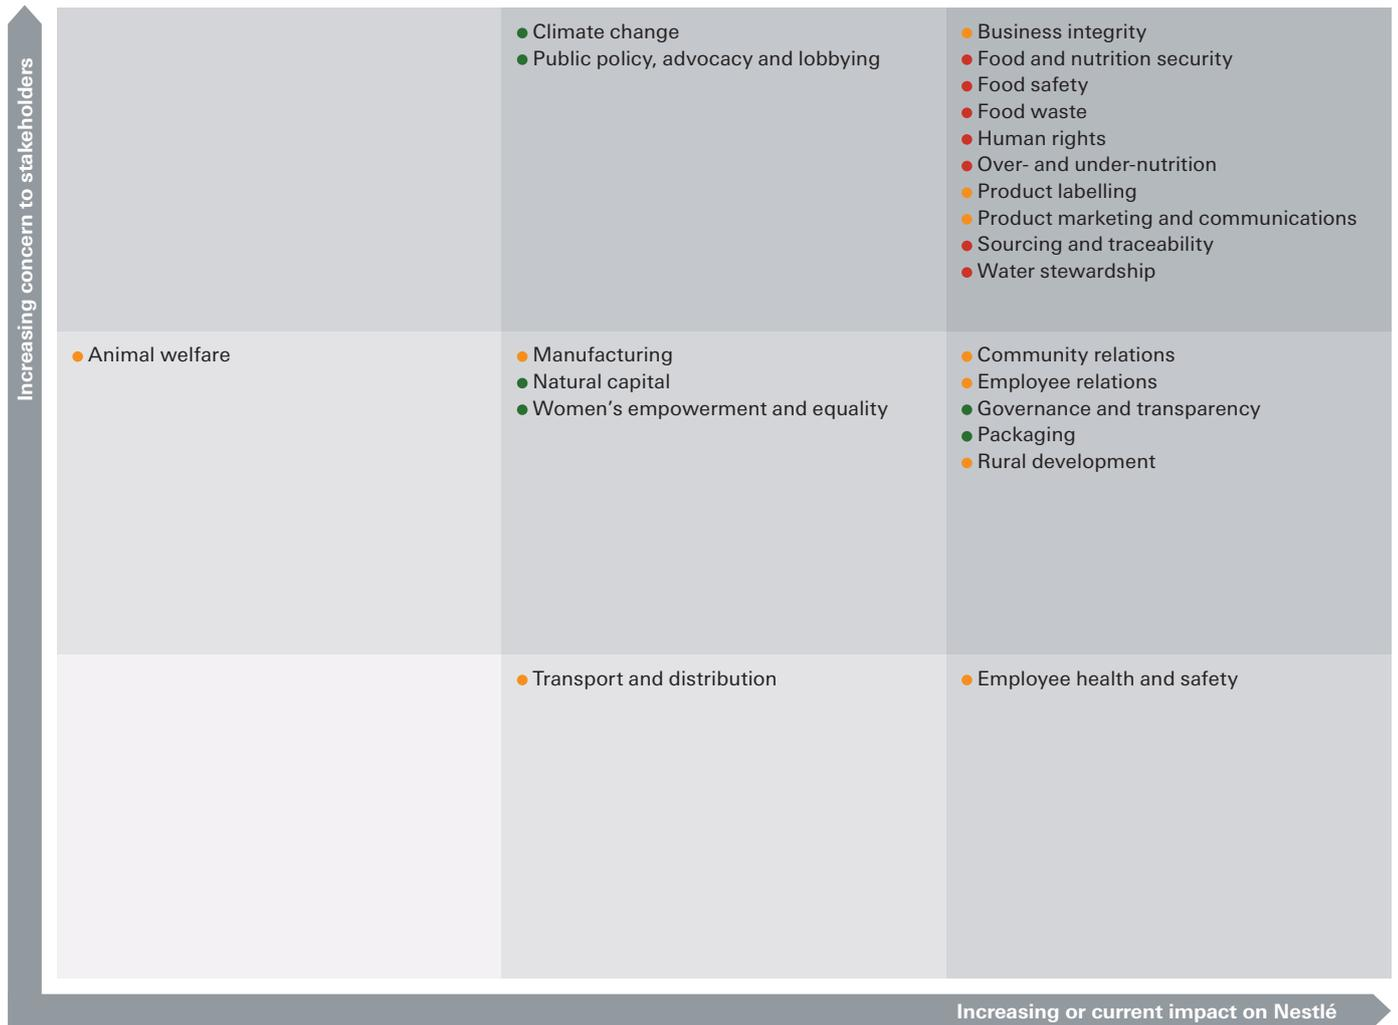 Increasing concern to stakeholders
Climate change
Public policy, advocacy and lobbying
Business integrity
Food and nutrition security
Food safety
Food waste
Human rights
Over- and under-nutrition
Product labelling
Product marketing and communications
Sourcing and traceability
Water stewardship
Animal welfare
Manufacturing
Natural capital
Women’s empowerment and equality
Community relations
Employee relations
Governance and transparency
Packaging
Rural development
Transport and distribution
Employee health and safety
Increasing or current impact on Nestlé